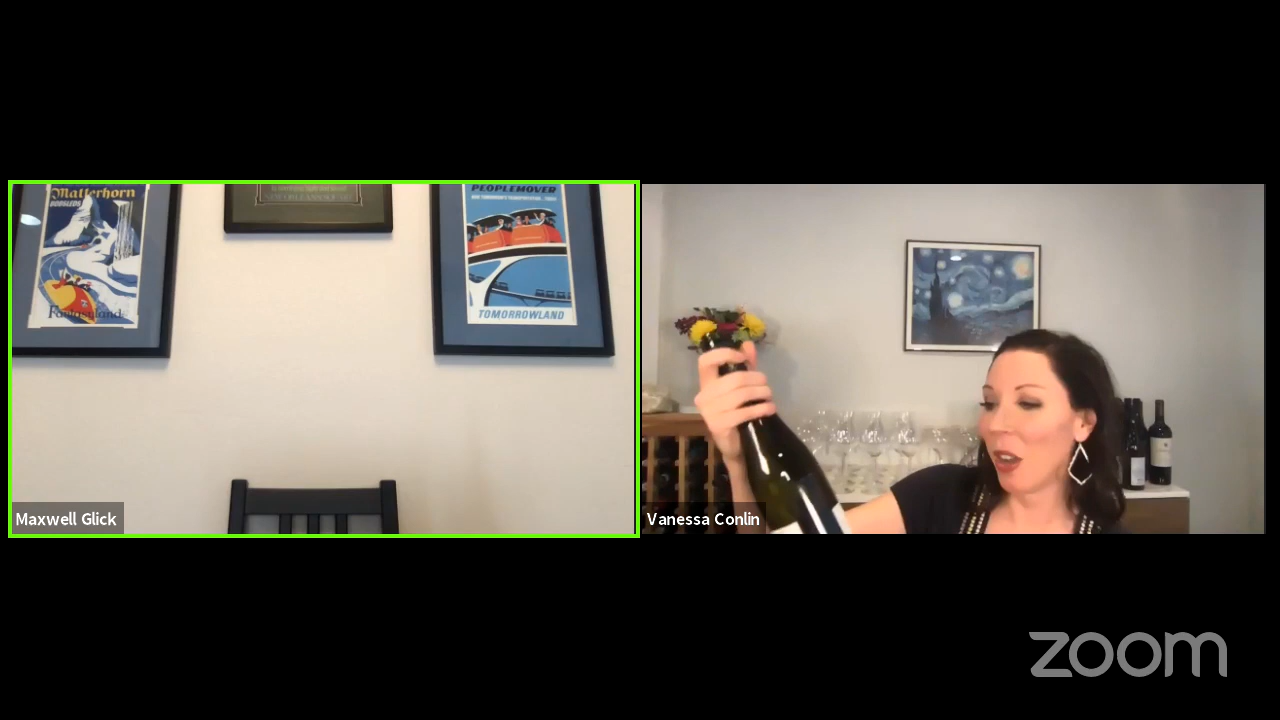 Matterhorn
BOBSLEDS
Fantasyland
PEOPLEMOVER
TOMORROWLAND
Maxwell Glick
Vanessa Conlin
zoom